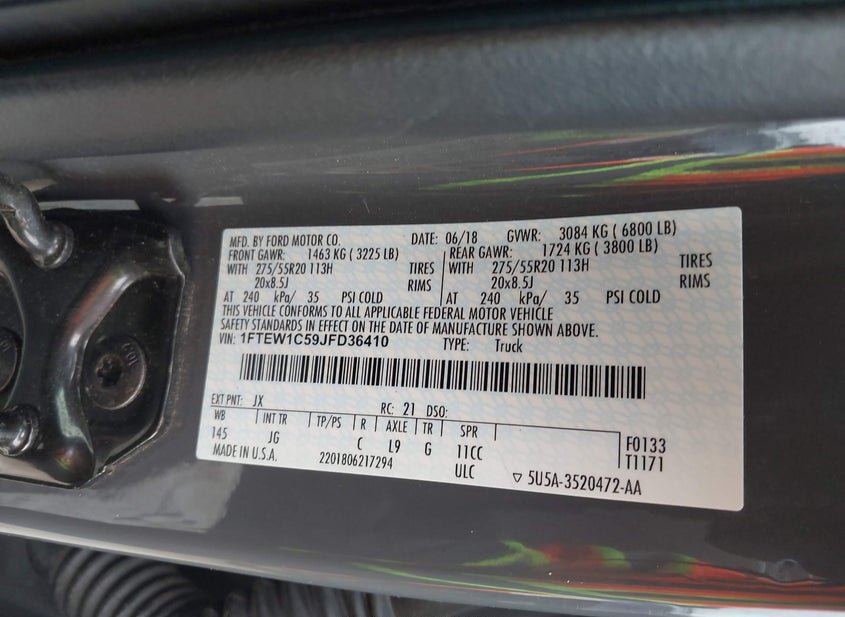 MFD. BY FORD MOTOR CO. DATE: 06/18 GVWR: 3084 KG ( 6800 LB)
FRONT GAWR: 1463 KG ( 3225 LB) REAR GAWR: 1724 KG ( 3800 LB)
WITH 275/55R20 113H TIRES WITH 275/55R20 113H TIRES
20x8.5J RIMS 20x8.5J RIMS
AT 240 kPa/ 35 PSI COLD AT 240 kPa/ 35 PSI COLD
THIS VEHICLE CONFORMS TO ALL APPLICABLE FEDERAL MOTOR VEHICLE
SAFETY STANDARDS IN EFFECT ON THE DATE OF MANUFACTURE SHOWN ABOVE.
VIN: 1FTEW1C59JFD36410 TYPE: Truck
EXT PNT: JX RC: 21 DSO:
WB INT TR TP/PS R AXLE TR SPR
145 JG C L9 G 11CC F0133
MADE IN U.S.A. 2201806217294 ULC T1171
▽ 5U5A-3520472-AA